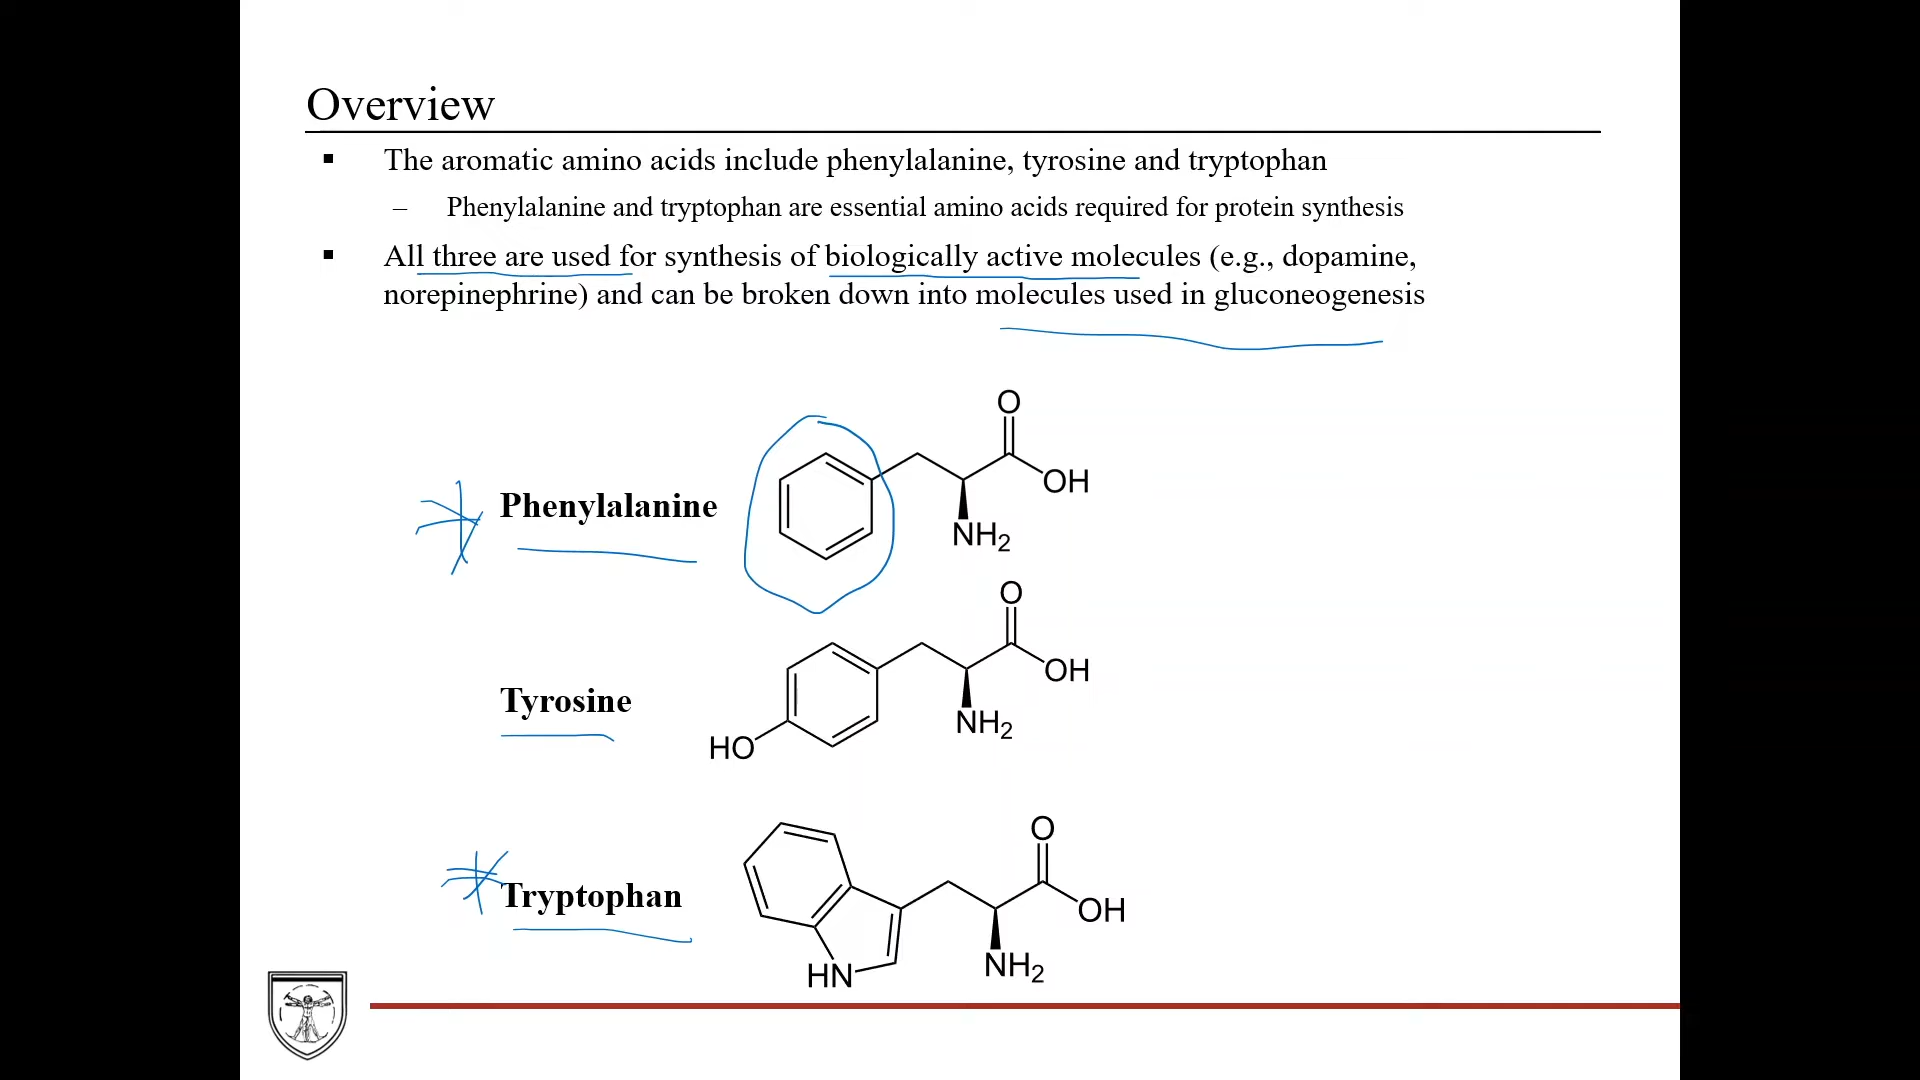 Overview
▪ The aromatic amino acids include phenylalanine, tyrosine and tryptophan
– Phenylalanine and tryptophan are essential amino acids required for protein synthesis
▪ All three are used for synthesis of biologically active molecules (e.g., dopamine,
norepinephrine) and can be broken down into molecules used in gluconeogenesis
O
OH
Phenylalanine
NH₂
O
OH
Tyrosine
NH₂
HO
O
Tryptophan
OH
NH₂
HN